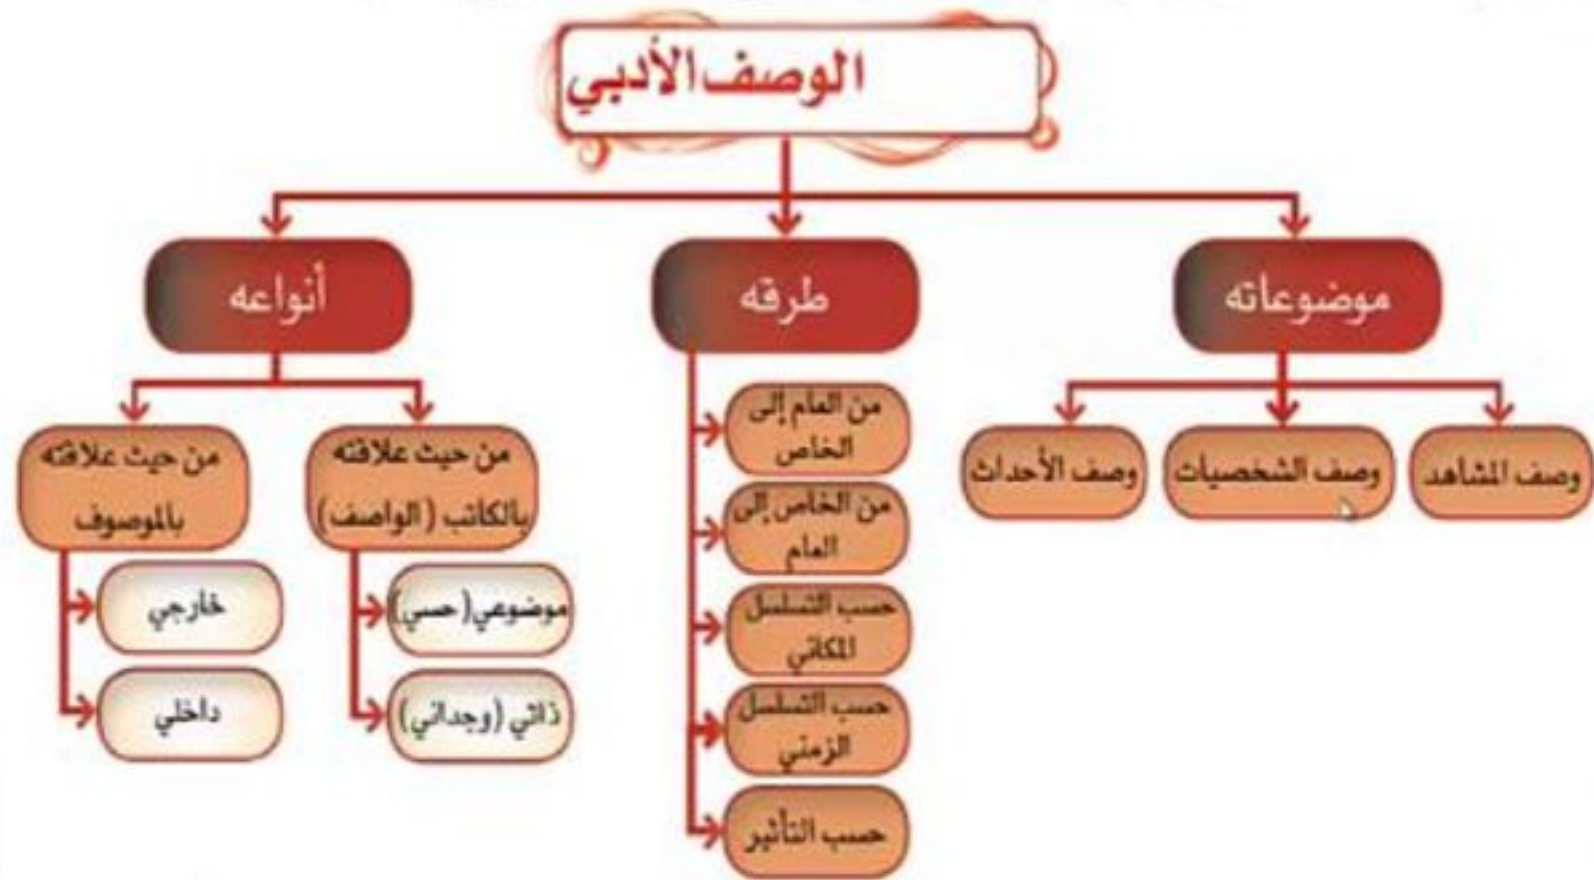 الوصف الأدبي
موضوعاته
طرقه
أنواعه
وصف المشاهد
وصف الشخصيات
وصف الأحداث
من العام إلى
الخاص
من الخاص إلى
العام
حسب التسلسل
المكاني
حسب التسلسل
الزمني
حسب التأثير
من حيث علاقته
بالكاتب (الواصف)
موضوعي (حسي)
ذاتي (وجداني)
من حيث علاقته
بالموصوف
خارجي
داخلي